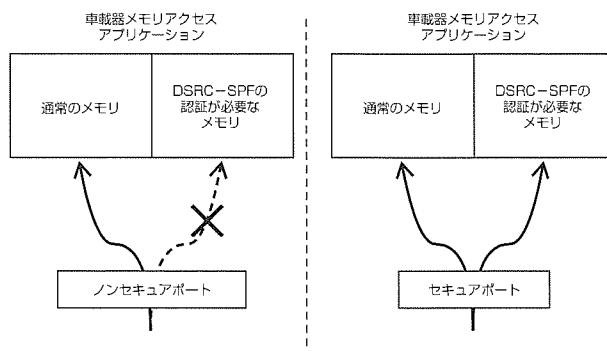 車載器メモリアクセス
アプリケーション
通常のメモリ
DSRC－SPFの
認証が必要な
メモリ
ノンセキュアポート
車載器メモリアクセス
アプリケーション
通常のメモリ
DSRC－SPFの
認証が必要な
メモリ
セキュアポート